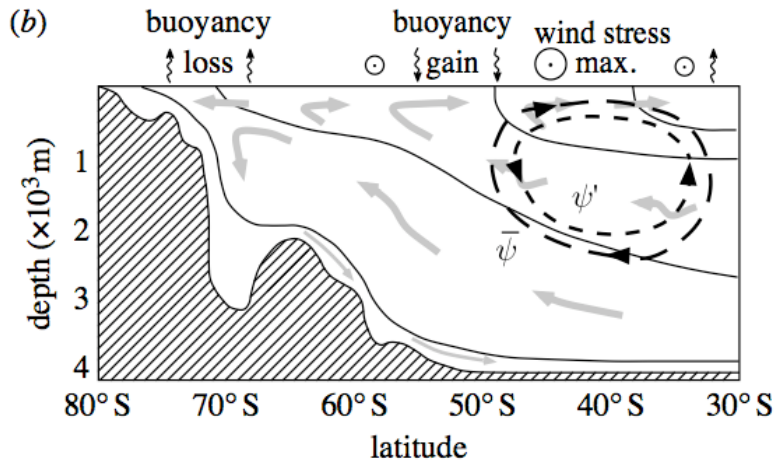 (b)
buoyancy
loss
buoyancy
gain
wind stress
max.
depth (×10³ m)
1
2
3
4
ψ'
ψ̅
80° S 70° S 60° S 50° S 40° S 30° S
latitude